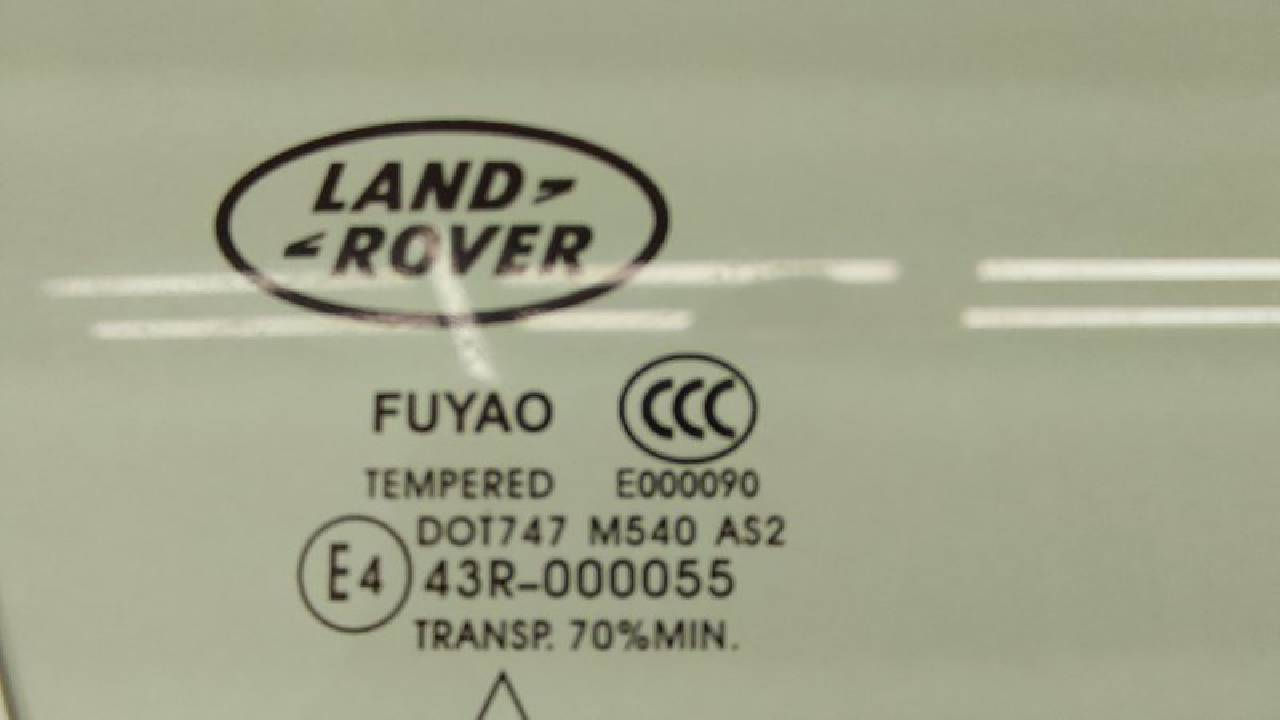 LAND
ROVER
FUYAO CCC
TEMPERED E000090
DOT747 M540 AS2
E4 43R-000055
TRANSP. 70%MIN.